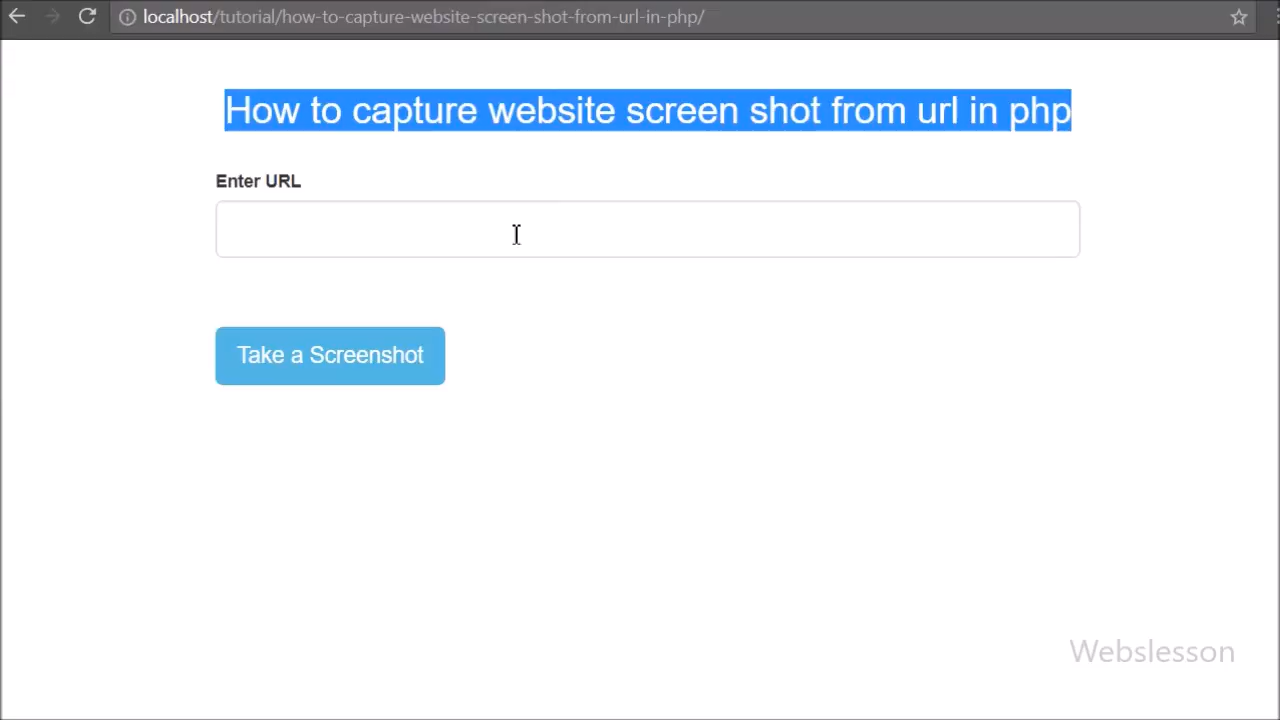 localhost/tutorial/how-to-capture-website-screen-shot-from-url-in-php/
How to capture website screen shot from url in php
Enter URL
Take a Screenshot
Webslesson